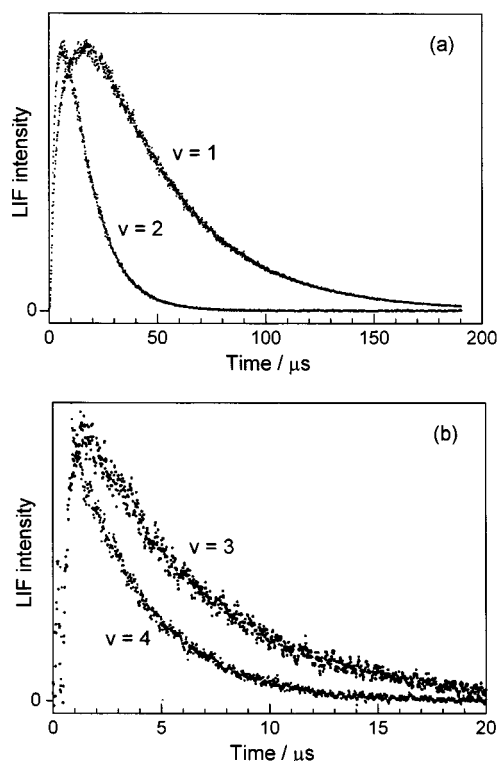 (a)
LIF intensity
v = 1
v = 2
0
0 50 100 150 200
Time / μs
(b)
LIF intensity
v = 3
v = 4
0
0 5 10 15 20
Time / μs